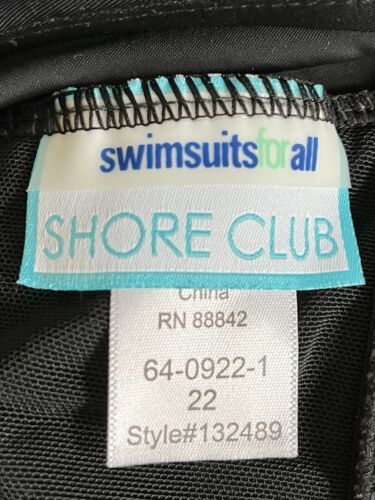 swimsuitsforall
SHORE CLUB
China
RN 88842
64-0922-1
22
Style#132489